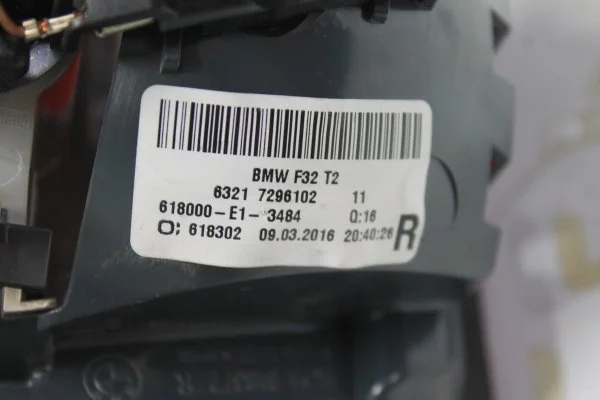 BMW F32 T2
6321 7296102 11
618000-E1-3484 Q:16
O; 618302 09.03.2016 20:40:26 R